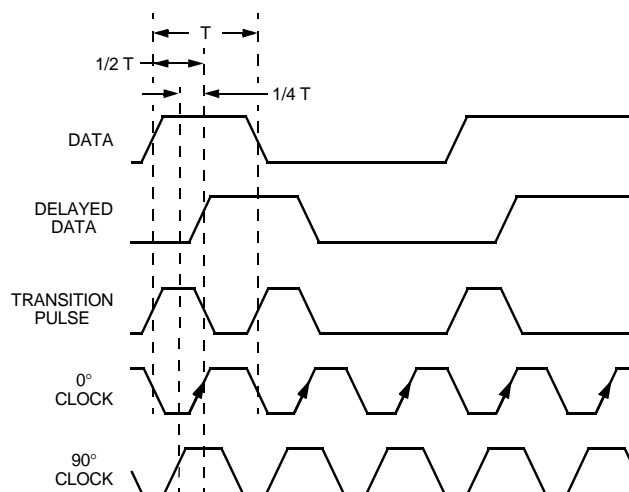 T
1/2 T
1/4 T
DATA
DELAYED
DATA
TRANSITION
PULSE
0°
CLOCK
90°
CLOCK